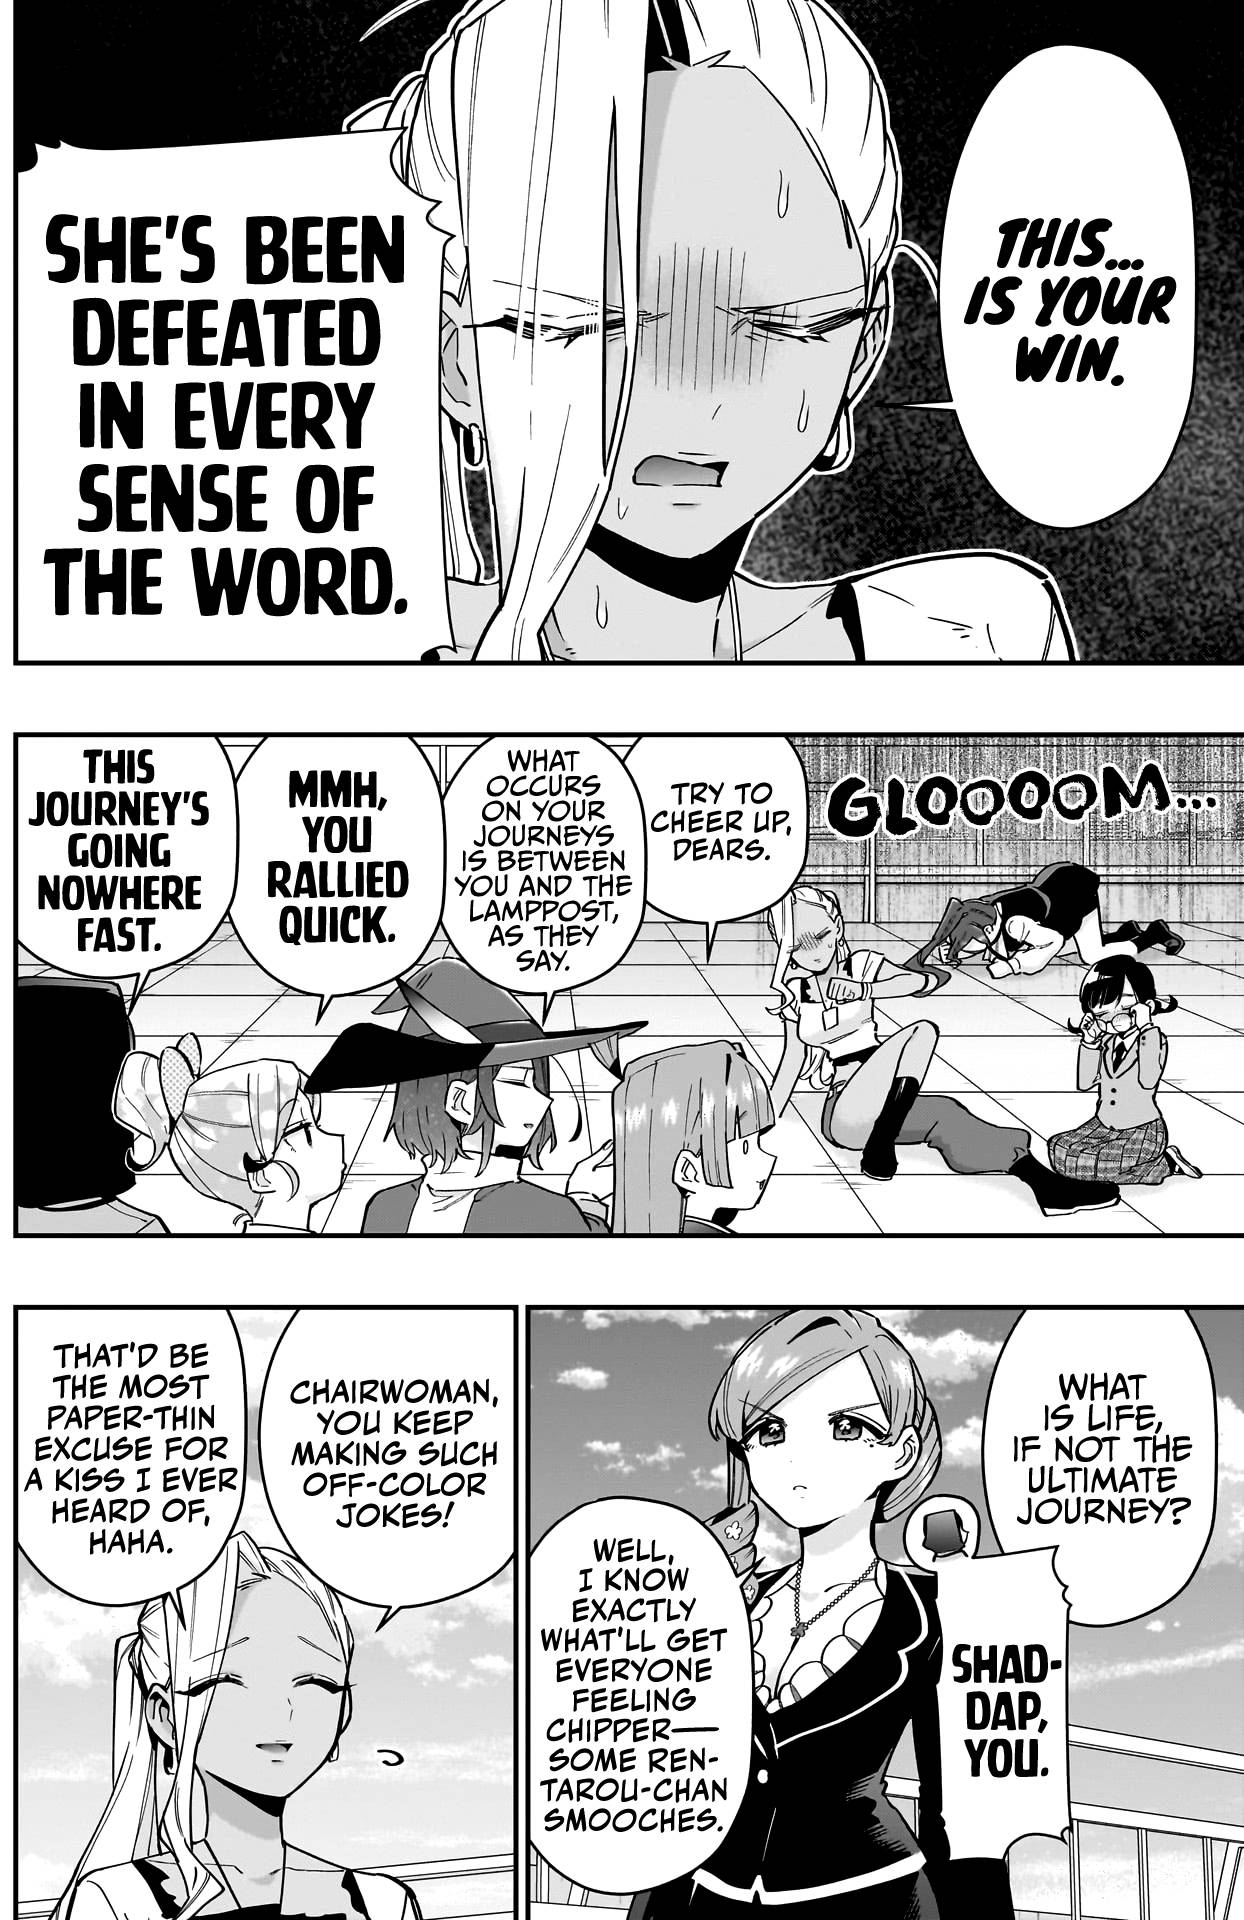 THIS...
IS YOUR
WIN.
SHE'S BEEN
DEFEATED
IN EVERY
SENSE OF
THE WORD.
GLOOOOM...
TRY TO
CHEER UP,
DEARS.
WHAT
OCCURS
ON YOUR
JOURNEYS
IS BETWEEN
YOU AND THE
LAMPPOST,
AS THEY
SAY.
MMH,
YOU
RALLIED
QUICK.
THIS
JOURNEY'S
GOING
NOWHERE
FAST.
WHAT
IS LIFE,
IF NOT THE
ULTIMATE
JOURNEY?
SHAD-
DAP,
YOU.
WELL,
I KNOW
EXACTLY
WHAT'LL GET
EVERYONE
FEELING
CHIPPER—
SOME REN-
TAROU-CHAN
SMOOCHES.
CHAIRWOMAN,
YOU KEEP
MAKING SUCH
OFF-COLOR
JOKES!
THAT'D BE
THE MOST
PAPER-THIN
EXCUSE FOR
A KISS I EVER
HEARD OF,
HAHA.